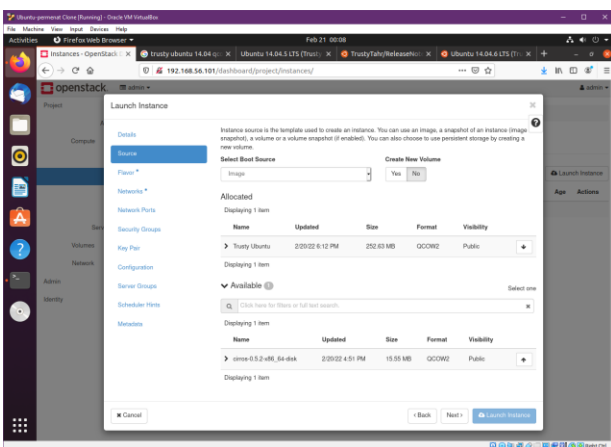 Ubuntu-permernat Clone [Running] - Oracle VM VirtualBox
File Machine View Input Devices Help
Activities Firefox Web Browser Feb 21 00:08
Instances - OpenStack D
trusty ubuntu 14.04 qc
Ubuntu 14.04.5 LTS (Trusty
TrustyTahr/ReleaseNot
Ubuntu 14.04.6 LTS (Tru
192.168.56.101/dashboard/project/instances/
openstack. admin
admin
Project
Compute
Volumes
Network
Admin
Identity
Launch Instance
Age Actions
Launch Instance
Details
Source
Flavor *
Networks *
Network Ports
Security Groups
Key Pair
Configuration
Server Groups
Scheduler Hints
Metadata
Instance source is the template used to create an instance. You can use an image, a snapshot of an instance (image
snapshot), a volume or a volume snapshot (if enabled). You can also choose to use persistent storage by creating a
new volume.
Select Boot Source Create New Volume
Image Yes No
Allocated
Displaying 1 item
Name Updated Size Format Visibility
Trusty Ubuntu 2/20/22 6:12 PM 252.63 MB QCOW2 Public
Displaying 1 item
Available 1 Select one
Click here for filters or full text search.
Displaying 1 item
Name Updated Size Format Visibility
cirros-0.5.2-x86_64-disk 2/20/22 4:51 PM 15.55 MB QCOW2 Public
Displaying 1 item
Cancel < Back Next > Launch Instance
Right Ctrl